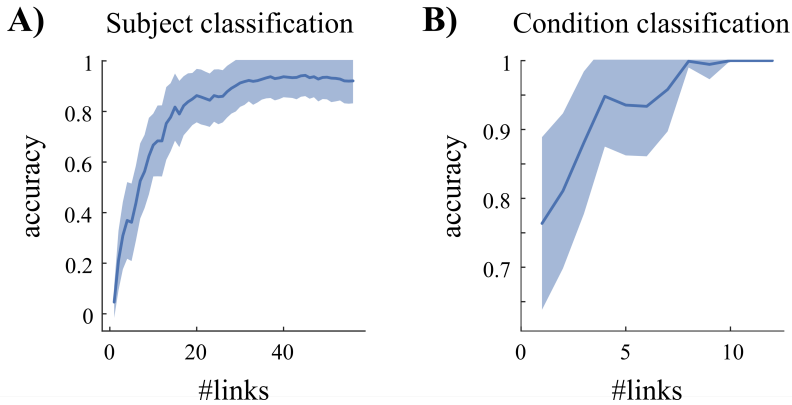 A) Subject classification
accuracy
1
0.8
0.6
0.4
0.2
0
0 20 40
#links
B) Condition classification
accuracy
1
0.9
0.8
0.7
0 5 10
#links